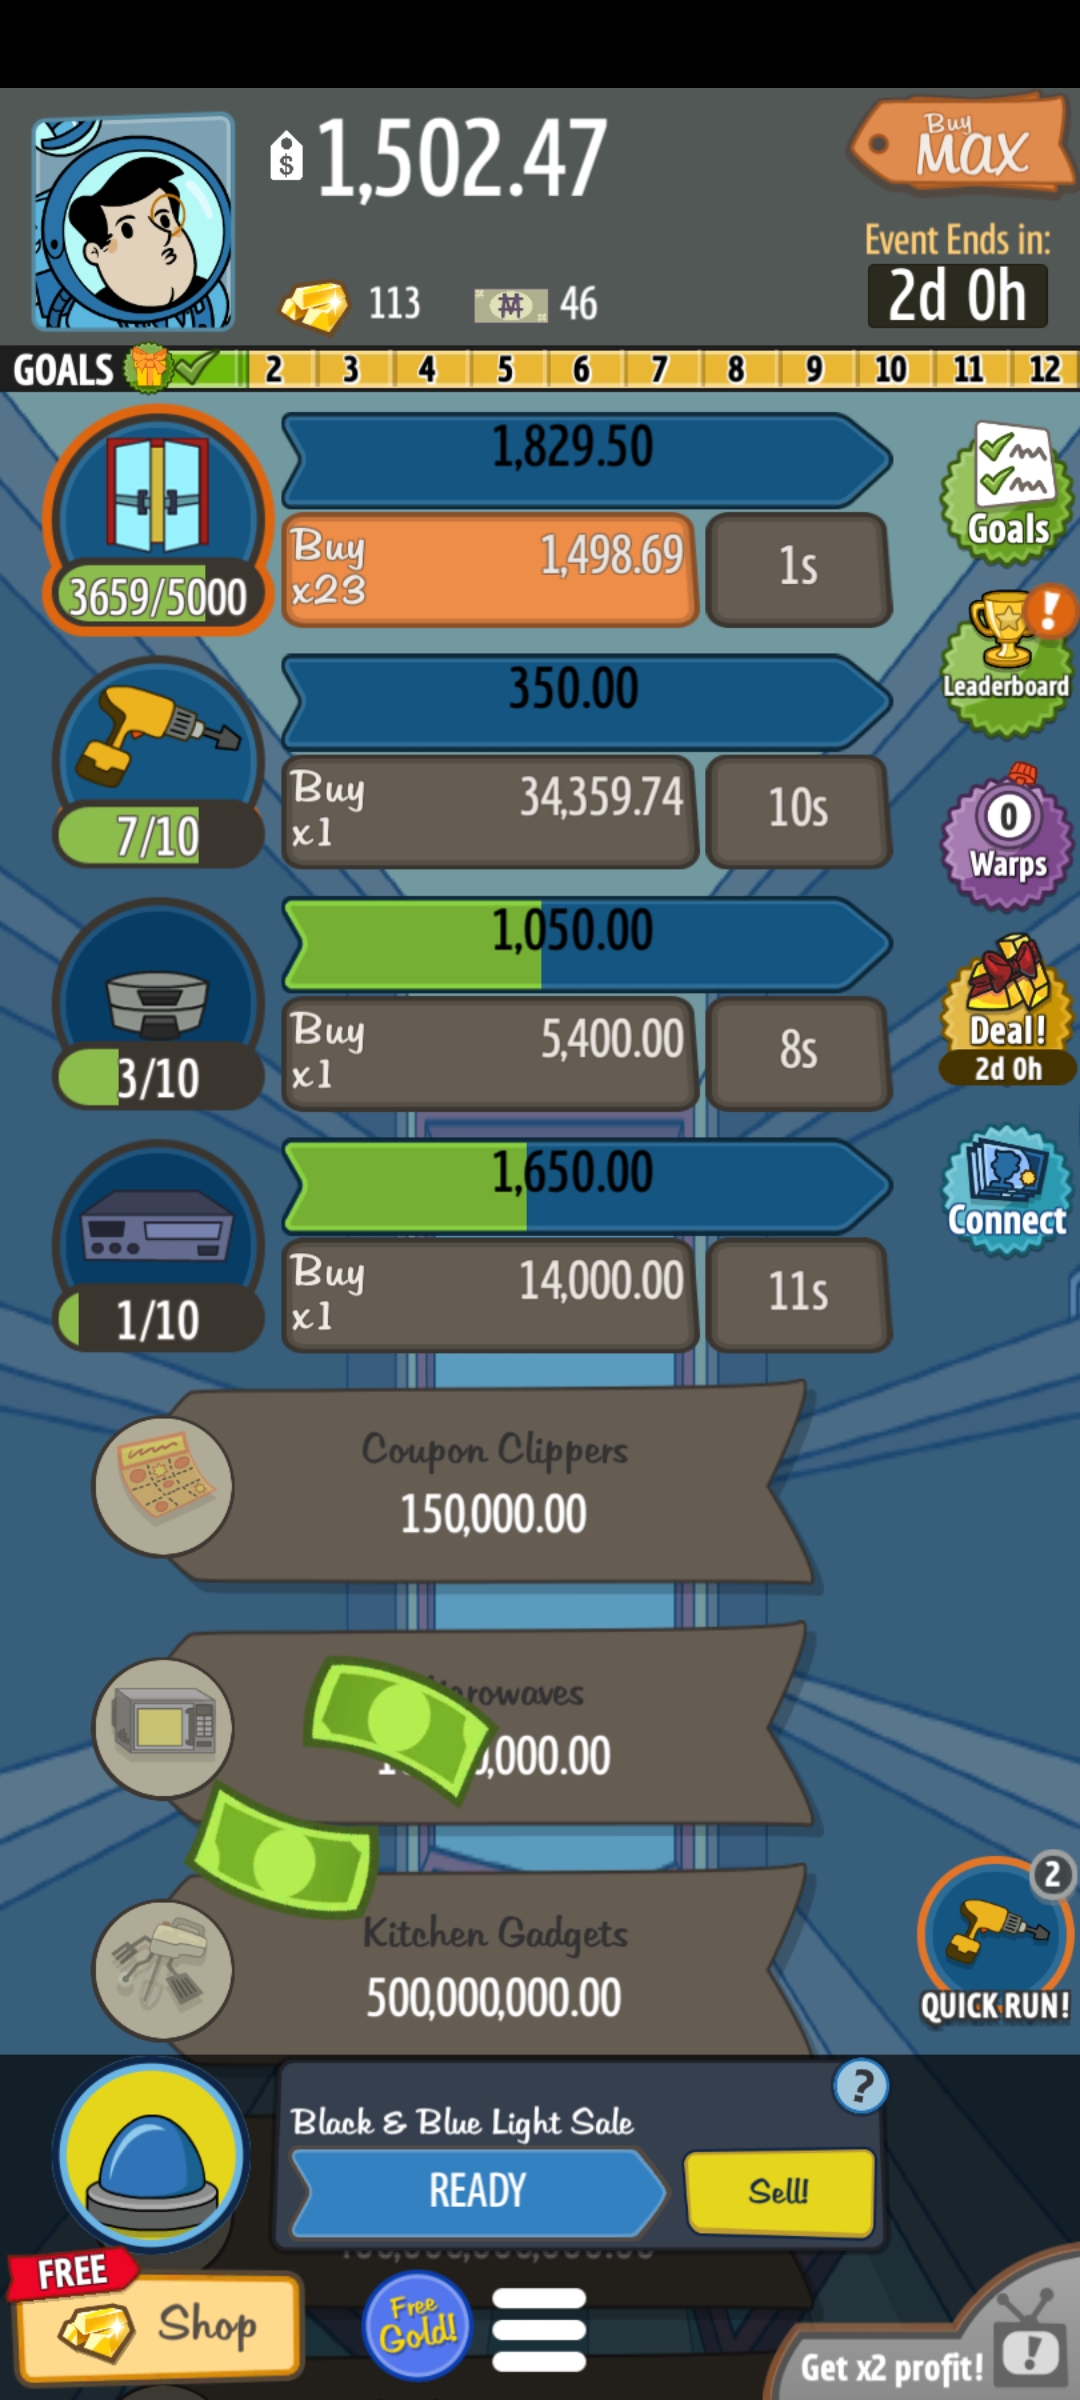 1,502.47
Buy
MAX
Event Ends in:
2d 0h
113
46
GOALS 2 3 4 5 6 7 8 9 10 11 12
1,829.50
Buy
x23
1,498.69
1s
3659/5000
Goals
350.00
Buy
x1
34,359.74
10s
7/10
Leaderboard
0
Warps
1,050.00
Buy
x1
5,400.00
8s
3/10
Deal!
2d 0h
1,650.00
Buy
x1
14,000.00
11s
1/10
Connect
Coupon Clippers
150,000.00
Kitchen Gadgets
500,000,000.00
2
QUICK RUN!
?
Black & Blue Light Sale
READY
Sell!
FREE
Shop
Free
Gold!
Get x2 profit!